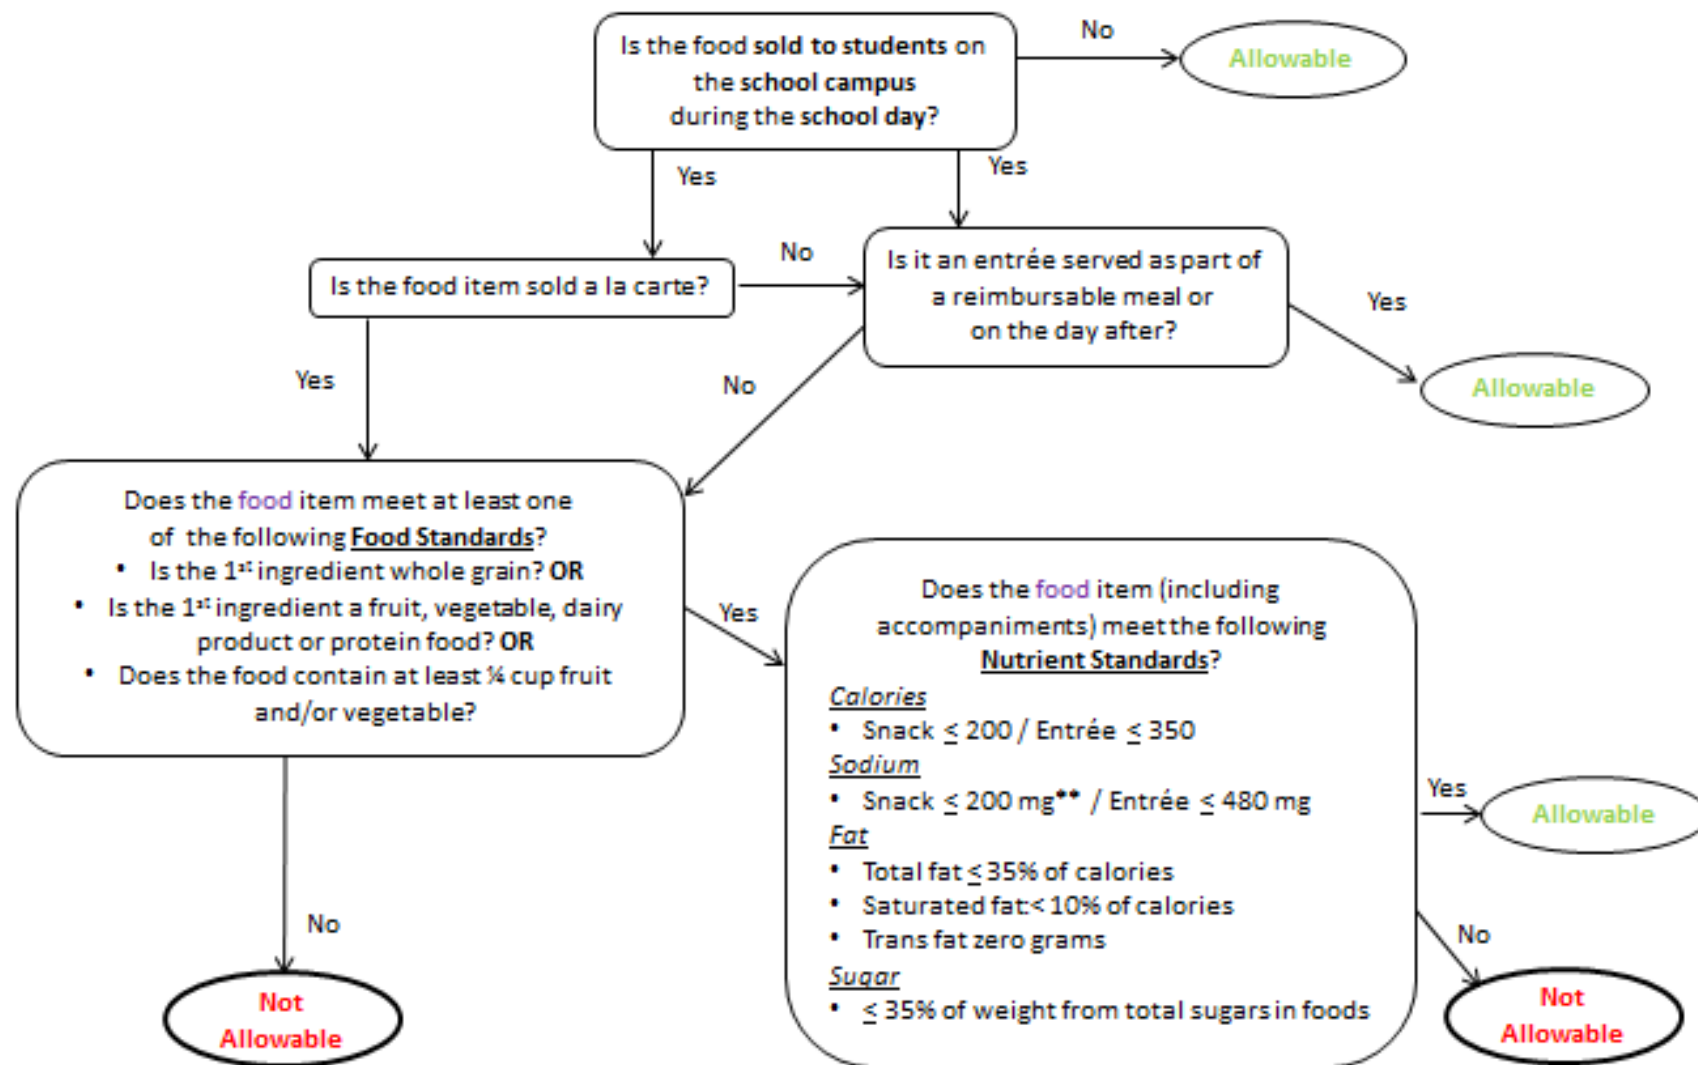 Is the food sold to students on
the school campus
during the school day?
No
Allowable
Yes
Yes
Is the food item sold a la carte?
No
Is it an entrée served as part of
a reimbursable meal or
on the day after?
Yes
Allowable
Yes
No
Does the food item meet at least one
of the following Food Standards?
• Is the 1st ingredient whole grain? OR
• Is the 1st ingredient a fruit, vegetable, dairy
product or protein food? OR
• Does the food contain at least ¼ cup fruit
and/or vegetable?
Yes
No
Not
Allowable
Does the food item (including
accompaniments) meet the following
Nutrient Standards?
Calories
• Snack ≤ 200 / Entrée ≤ 350
Sodium
• Snack ≤ 200 mg** / Entrée ≤ 480 mg
Fat
• Total fat ≤ 35% of calories
• Saturated fat:< 10% of calories
• Trans fat zero grams
Sugar
• ≤ 35% of weight from total sugars in foods
Yes
Allowable
No
Not
Allowable